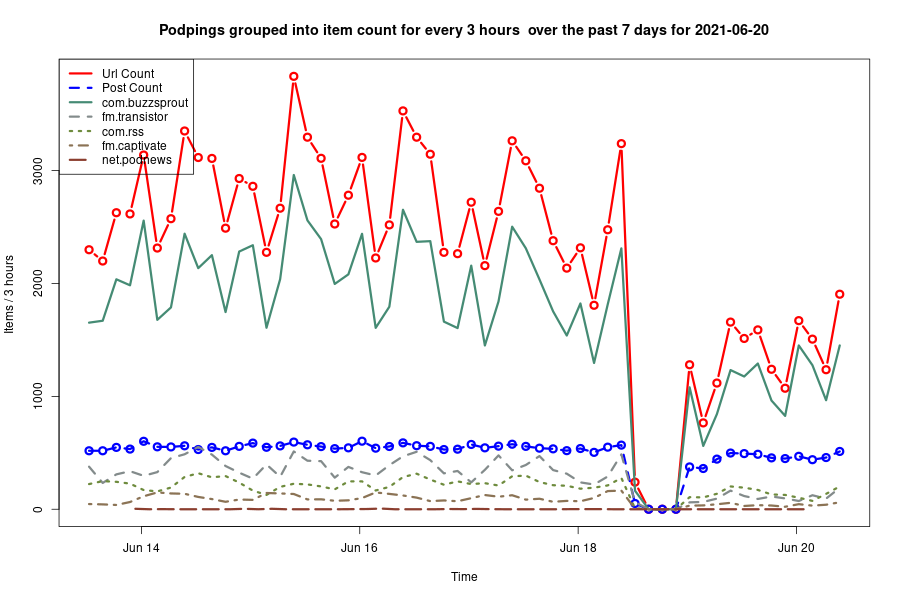 Podpings grouped into item count for every 3 hours  over the past 7 days for 2021-06-20
Url Count
Post Count
com.buzzsprout
fm.transistor
com.rss
fm.captivate
net.podnews
Items / 3 hours
3000
2000
1000
0
Jun 14
Jun 16
Jun 18
Jun 20
Time